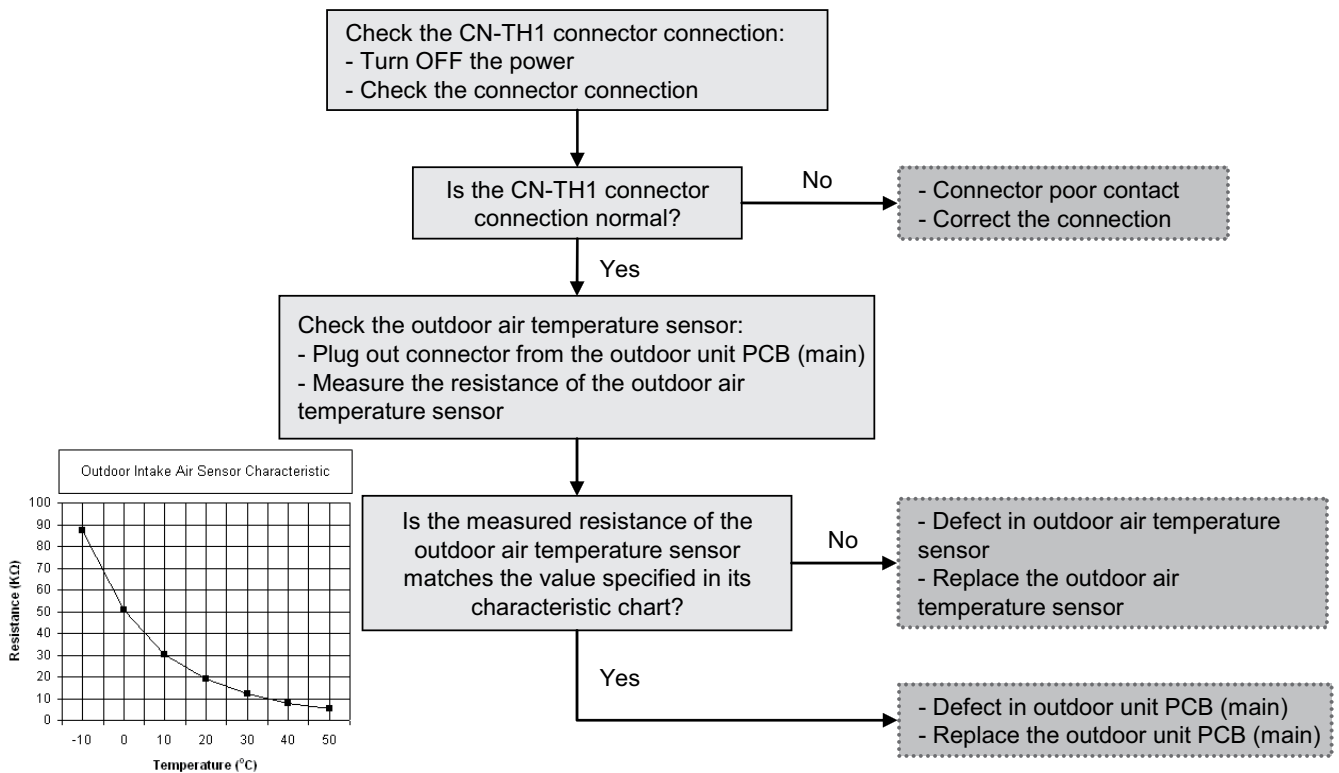 Check the CN-TH1 connector connection:
- Turn OFF the power
- Check the connector connection
Is the CN-TH1 connector
connection normal?
No
- Connector poor contact
- Correct the connection
Yes
Check the outdoor air temperature sensor:
- Plug out connector from the outdoor unit PCB (main)
- Measure the resistance of the outdoor air
temperature sensor
Outdoor Intake Air Sensor Characteristic
100
90
80
70
60
50
40
30
20
10
0
Resistance (KΩ)
-10 0 10 20 30 40 50
Temperature (°C)
Is the measured resistance of the
outdoor air temperature sensor
matches the value specified in its
characteristic chart?
No
- Defect in outdoor air temperature
sensor
- Replace the outdoor air
temperature sensor
Yes
- Defect in outdoor unit PCB (main)
- Replace the outdoor unit PCB (main)